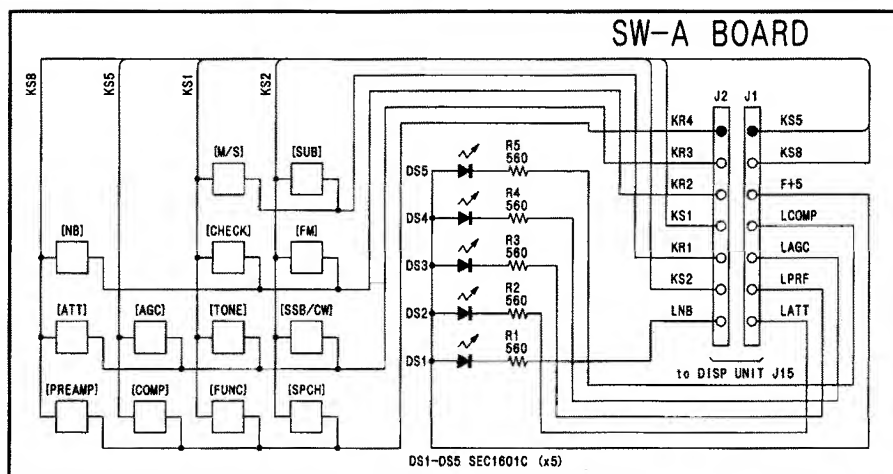 SW-A BOARD
KS8 KS5 KS1 KS2
J2 J1
KR4 KS5
KR3 KS8
KR2 F+5
KS1 LCOMP
KR1 LAGC
KS2 LPRF
LNB LATT
to DISP UNIT J15
[M/S] [SUB]
[NB] [CHECK] [FM]
[ATT] [AGC] [TONE] [SSB/CW]
[PREAMP] [COMP] [FUNC] [SPCH]
DS5 R5 560
DS4 R4 560
DS3 R3 560
DS2 R2 560
DS1 R1 560
DS1-DS5 SEC1601C (x5)